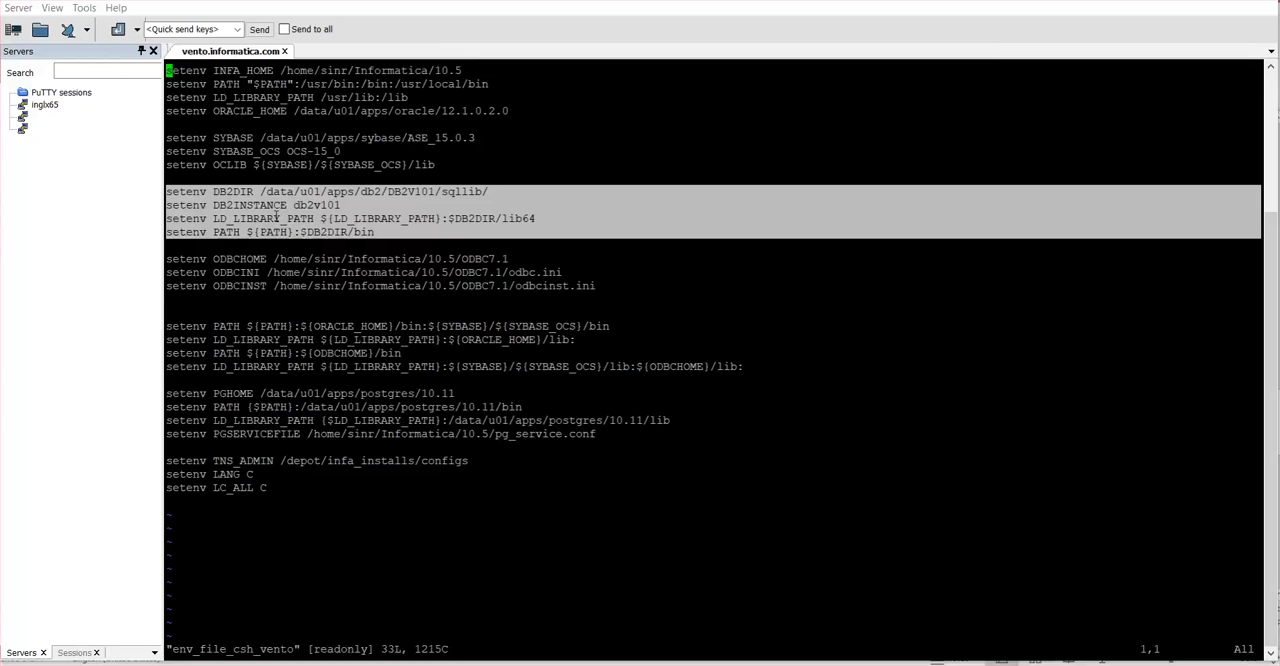 Server View Tools Help
<Quick send keys> Send Send to all
Servers
vento.informatica.com
Search
PuTTY sessions
inglx65
setenv INFA_HOME /home/sinr/Informatica/10.5
setenv PATH "$PATH":/usr/bin:/bin:/usr/local/bin
setenv LD_LIBRARY_PATH /usr/lib:/lib
setenv ORACLE_HOME /data/u01/apps/oracle/12.1.0.2.0
setenv SYBASE /data/u01/apps/sybase/ASE_15.0.3
setenv SYBASE_OCS OCS-15_0
setenv OCLIB ${SYBASE}/${SYBASE_OCS}/lib
setenv DB2DIR /data/u01/apps/db2/DB2V101/sqllib/
setenv DB2INSTANCE db2v101
setenv LD_LIBRARY_PATH ${LD_LIBRARY_PATH}:$DB2DIR/lib64
setenv PATH ${PATH}:$DB2DIR/bin
setenv ODBCHOME /home/sinr/Informatica/10.5/ODBC7.1
setenv ODBCINI /home/sinr/Informatica/10.5/ODBC7.1/odbc.ini
setenv ODBCINST /home/sinr/Informatica/10.5/ODBC7.1/odbcinst.ini
setenv PATH ${PATH}:${ORACLE_HOME}/bin:${SYBASE}/${SYBASE_OCS}/bin
setenv LD_LIBRARY_PATH ${LD_LIBRARY_PATH}:${ORACLE_HOME}/lib:
setenv PATH ${PATH}:${ODBCHOME}/bin
setenv LD_LIBRARY_PATH ${LD_LIBRARY_PATH}:${SYBASE}/${SYBASE_OCS}/lib:${ODBCHOME}/lib:
setenv PGHOME /data/u01/apps/postgres/10.11
setenv PATH {$PATH}:/data/u01/apps/postgres/10.11/bin
setenv LD_LIBRARY_PATH {$LD_LIBRARY_PATH}:/data/u01/apps/postgres/10.11/lib
setenv PGSERVICEFILE /home/sinr/Informatica/10.5/pg_service.conf
setenv TNS_ADMIN /depot/infa_installs/configs
setenv LANG C
setenv LC_ALL C
~
~
~
~
~
~
~
~
~
~
"env_file_csh_vento" [readonly] 33L, 1215C 1,1 All
Servers Sessions